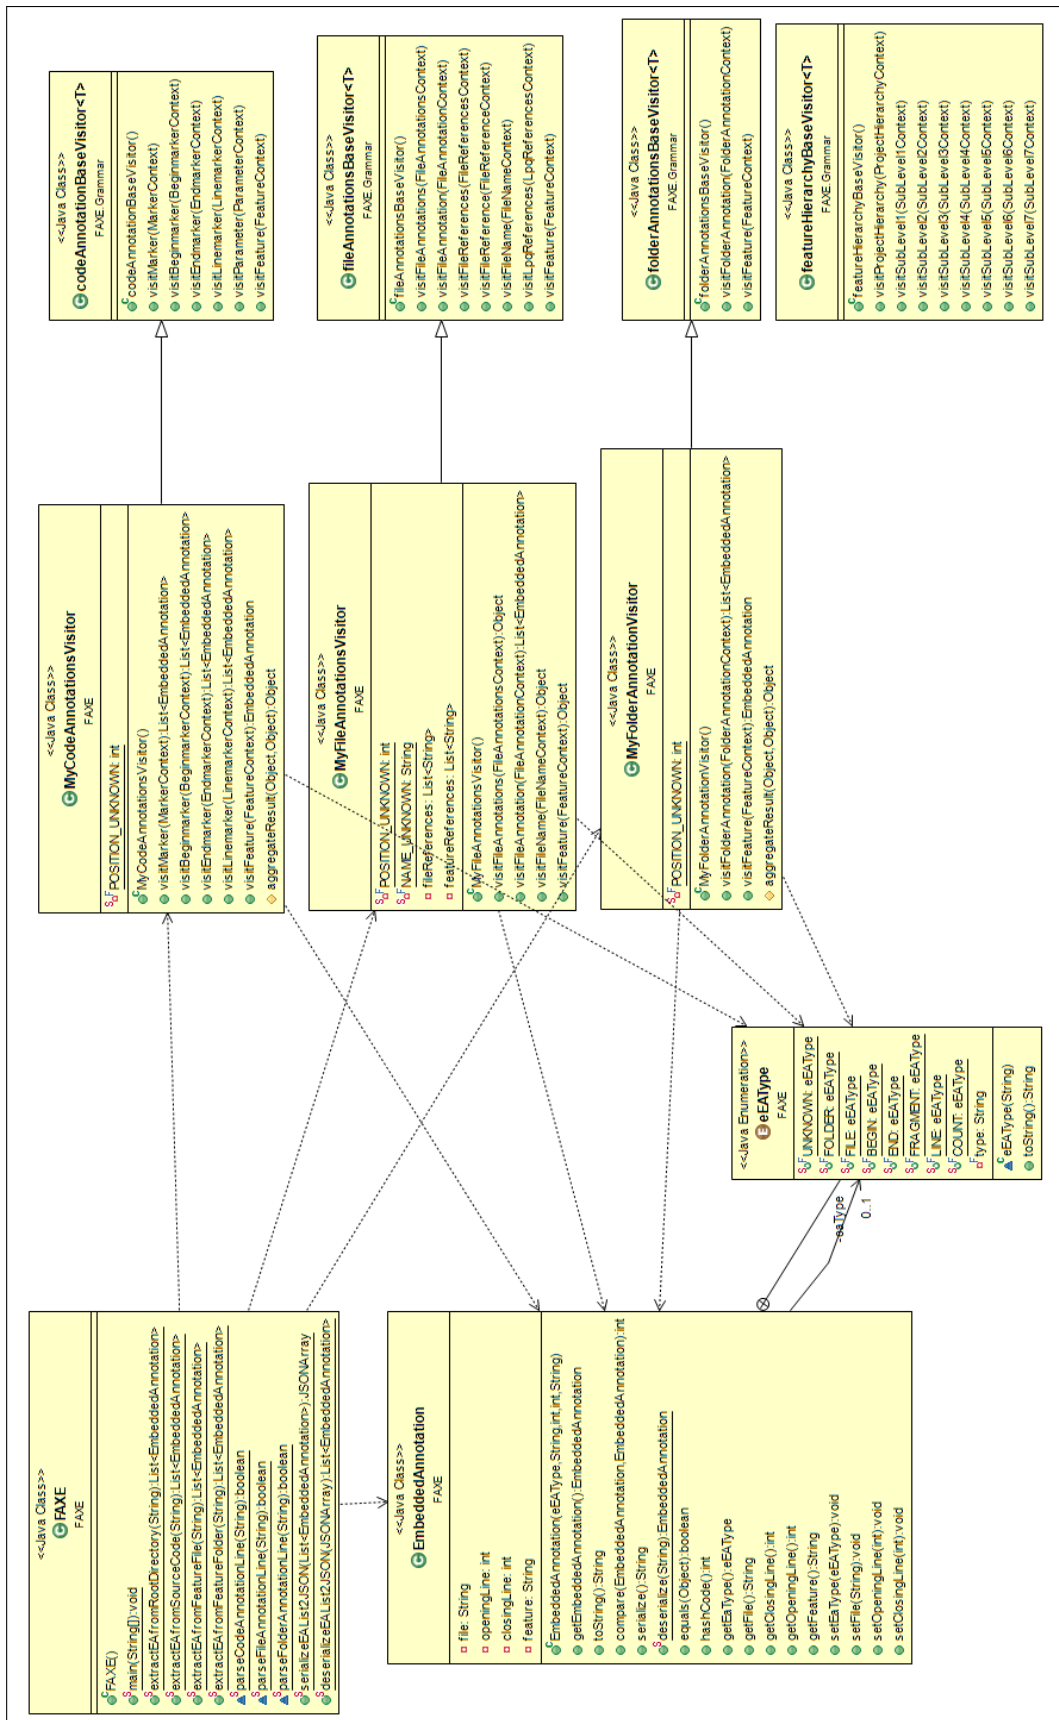 <<Java Class>>
FAXE
FAXE
FAXE()
main(String[]):void
extractEAfromRootDirectory(String):List<EmbeddedAnnotation>
extractEAfromSourceCode(String):List<EmbeddedAnnotation>
extractEAfromFeatureFile(String):List<EmbeddedAnnotation>
extractEAfromFeatureFolder(String):List<EmbeddedAnnotation>
parseCodeAnnotationLine(String):boolean
parseFileAnnotationLine(String):boolean
parseFolderAnnotationLine(String):boolean
serializeEAList2JSON(List<EmbeddedAnnotation>):JSONArray
deserializeEAList2JSON(JSONArray):List<EmbeddedAnnotation>
<<Java Class>>
MyCodeAnnotationsVisitor
FAXE
POSITION_UNKNOWN: int
MyCodeAnnotationsVisitor()
visitMarker(MarkerContext):List<EmbeddedAnnotation>
visitBeginmarker(BeginmarkerContext):List<EmbeddedAnnotation>
visitEndmarker(EndmarkerContext):List<EmbeddedAnnotation>
visitLinemarker(LinemarkerContext):List<EmbeddedAnnotation>
visitFeature(FeatureContext):EmbeddedAnnotation
aggregateResult(Object,Object):Object
<<Java Class>>
codeAnnotationBaseVisitor<T>
FAXE.Grammar
codeAnnotationBaseVisitor()
visitMarker(MarkerContext)
visitBeginmarker(BeginmarkerContext)
visitEndmarker(EndmarkerContext)
visitLinemarker(LinemarkerContext)
visitParameter(ParameterContext)
visitFeature(FeatureContext)
<<Java Class>>
MyFileAnnotationsVisitor
FAXE
POSITION_UNKNOWN: int
NAME_UNKNOWN: String
fileReferences: List<String>
featureReferences: List<String>
MyFileAnnotationsVisitor()
visitFileAnnotations(FileAnnotationsContext):Object
visitFileAnnotation(FileAnnotationContext):List<EmbeddedAnnotation>
visitFileName(FileNameContext):Object
visitFeature(FeatureContext):Object
<<Java Class>>
fileAnnotationsBaseVisitor<T>
FAXE.Grammar
fileAnnotationsBaseVisitor()
visitFileAnnotations(FileAnnotationsContext)
visitFileAnnotation(FileAnnotationContext)
visitFileReferences(FileReferencesContext)
visitFileReference(FileReferenceContext)
visitFileName(FileNameContext)
visitLpqReferences(LpqReferencesContext)
visitFeature(FeatureContext)
<<Java Class>>
EmbeddedAnnotation
FAXE
file: String
openingLine: int
closingLine: int
feature: String
EmbeddedAnnotation(eEAType,String,int,int,String)
getEmbeddedAnnotation():EmbeddedAnnotation
toString():String
compare(EmbeddedAnnotation,EmbeddedAnnotation):int
serialize():String
deserialize(String):EmbeddedAnnotation
equals(Object):boolean
hashCode():int
getEaType():eEAType
getFile():String
getClosingLine():int
getOpeningLine():int
getFeature():String
setEaType(eEAType):void
setFile(String):void
setOpeningLine(int):void
setClosingLine(int):void
-eaType
0..1
<<Java Enumeration>>
eEAType
FAXE
UNKNOWN: eEAType
FOLDER: eEAType
FILE: eEAType
BEGIN: eEAType
END: eEAType
FRAGMENT: eEAType
LINE: eEAType
COUNT: eEAType
type: String
eEAType(String)
toString():String
<<Java Class>>
MyFolderAnnotationVisitor
FAXE
POSITION_UNKNOWN: int
MyFolderAnnotationVisitor()
visitFolderAnnotation(FolderAnnotationContext):List<EmbeddedAnnotation>
visitFeature(FeatureContext):EmbeddedAnnotation
aggregateResult(Object,Object):Object
<<Java Class>>
folderAnnotationsBaseVisitor<T>
FAXE.Grammar
folderAnnotationsBaseVisitor()
visitFolderAnnotation(FolderAnnotationContext)
visitFeature(FeatureContext)
<<Java Class>>
featureHierarchyBaseVisitor<T>
FAXE.Grammar
featureHierarchyBaseVisitor()
visitProjectHierarchy(ProjectHierarchyContext)
visitSubLevel1(SubLevel1Context)
visitSubLevel2(SubLevel2Context)
visitSubLevel3(SubLevel3Context)
visitSubLevel4(SubLevel4Context)
visitSubLevel5(SubLevel5Context)
visitSubLevel6(SubLevel6Context)
visitSubLevel7(SubLevel7Context)